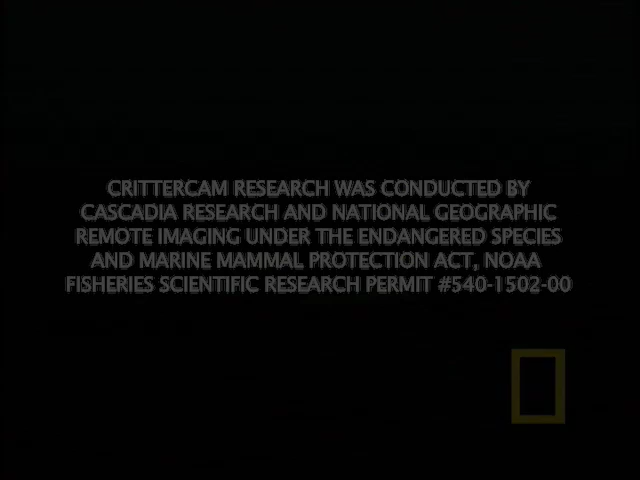 CRITTERCAM RESEARCH WAS CONDUCTED BY
CASCADIA RESEARCH AND NATIONAL GEOGRAPHIC
REMOTE IMAGING UNDER THE ENDANGERED SPECIES
AND MARINE MAMMAL PROTECTION ACT, NOAA
FISHERIES SCIENTIFIC RESEARCH PERMIT #540-1502-00